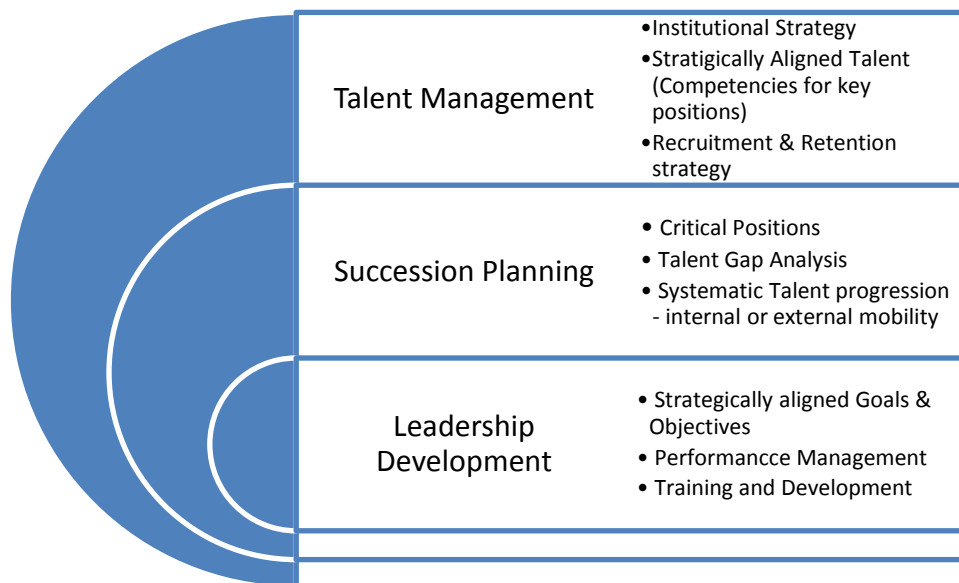 Talent Management
•Institutional Strategy
•Stratigically Aligned Talent
(Competencies for key
positions)
•Recruitment & Retention
strategy
Succession Planning
• Critical Positions
• Talent Gap Analysis
• Systematic Talent progression
- internal or external mobility
Leadership
Development
• Strategically aligned Goals &
Objectives
• Performancce Management
• Training and Development